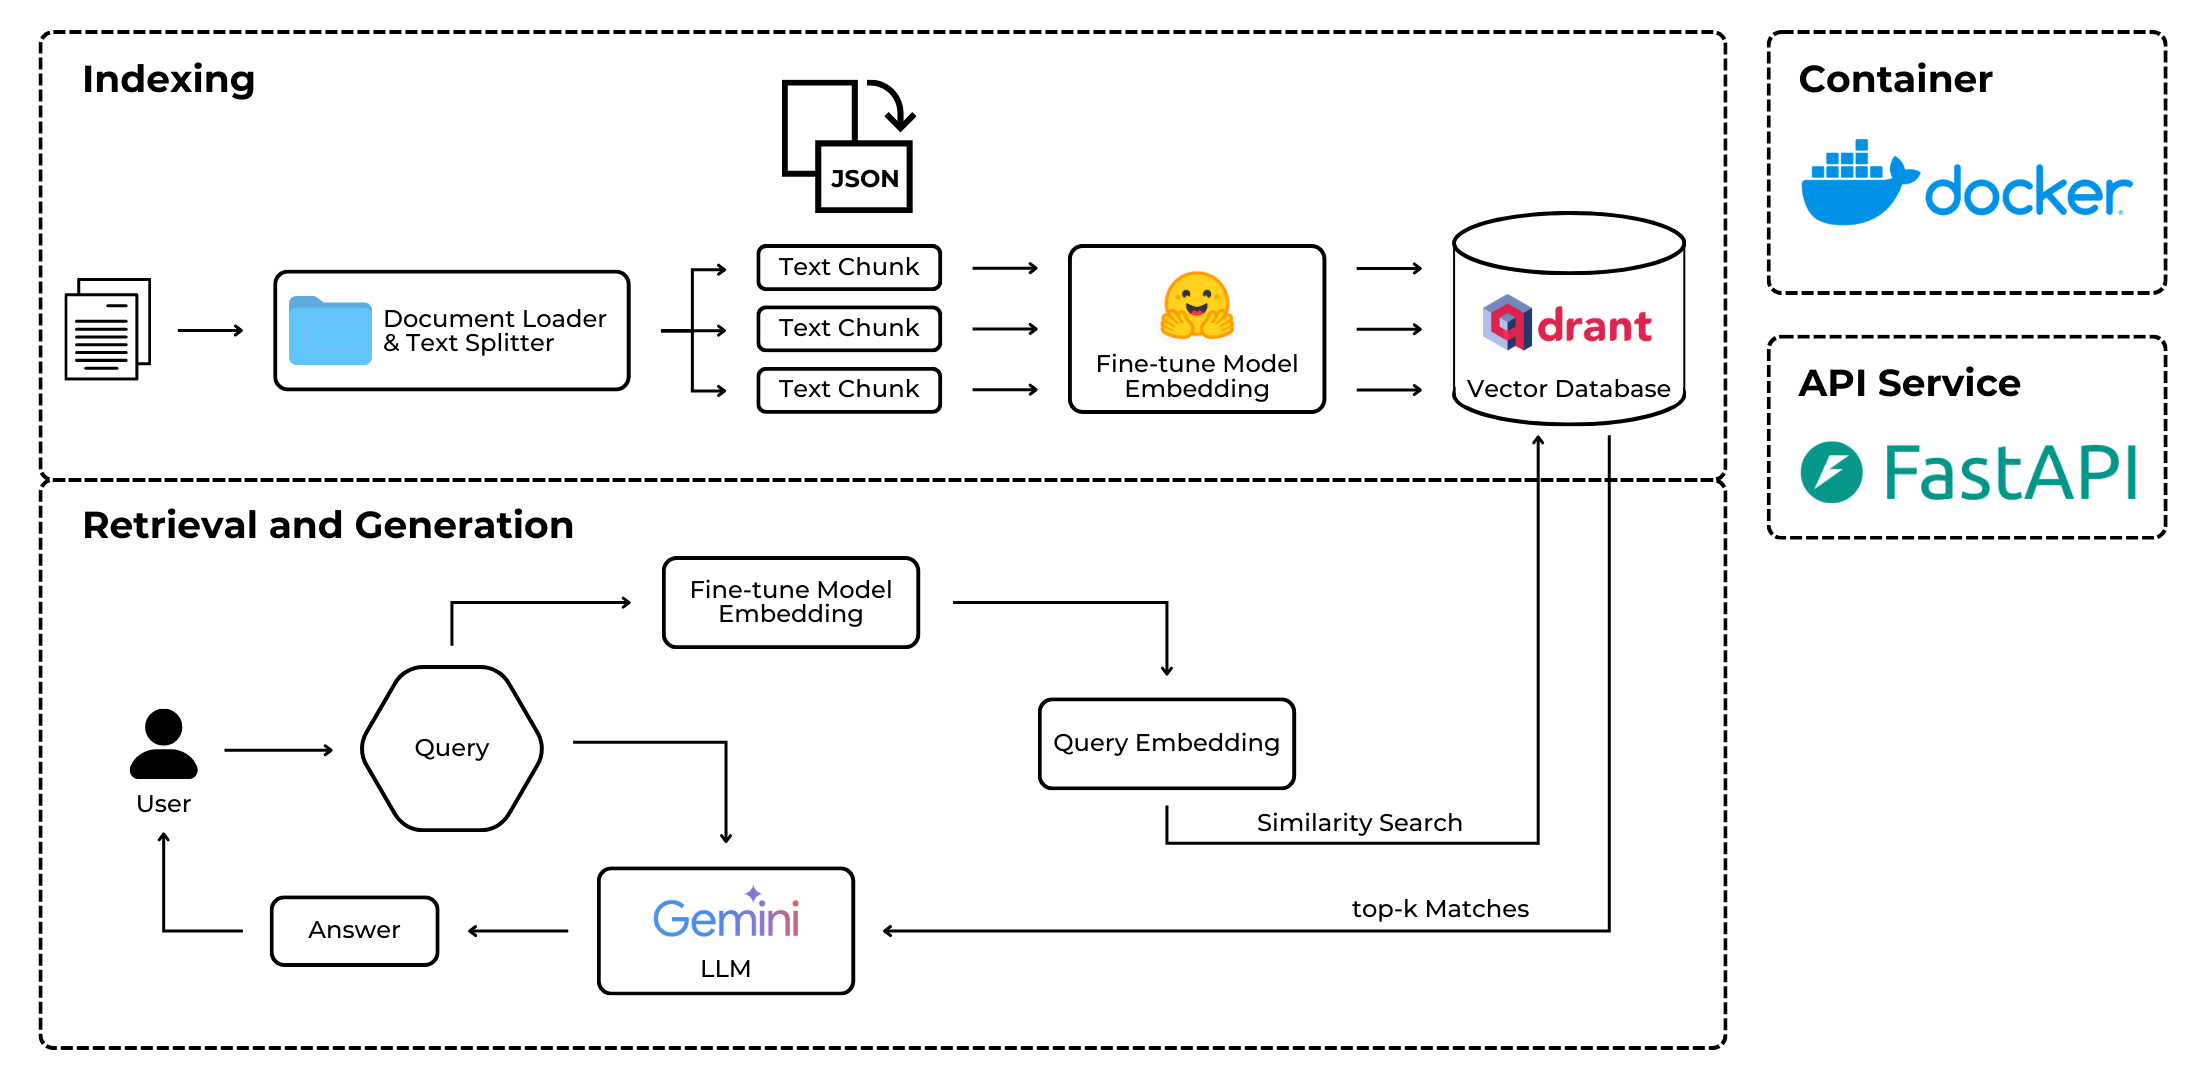 Indexing
JSON
Document Loader
& Text Splitter
Text Chunk
Text Chunk
Text Chunk
Fine-tune Model
Embedding
qdrant
Vector Database
Container
docker
API Service
FastAPI
Retrieval and Generation
Fine-tune Model
Embedding
User
Query
Query Embedding
Similarity Search
top-k Matches
Gemini
LLM
Answer